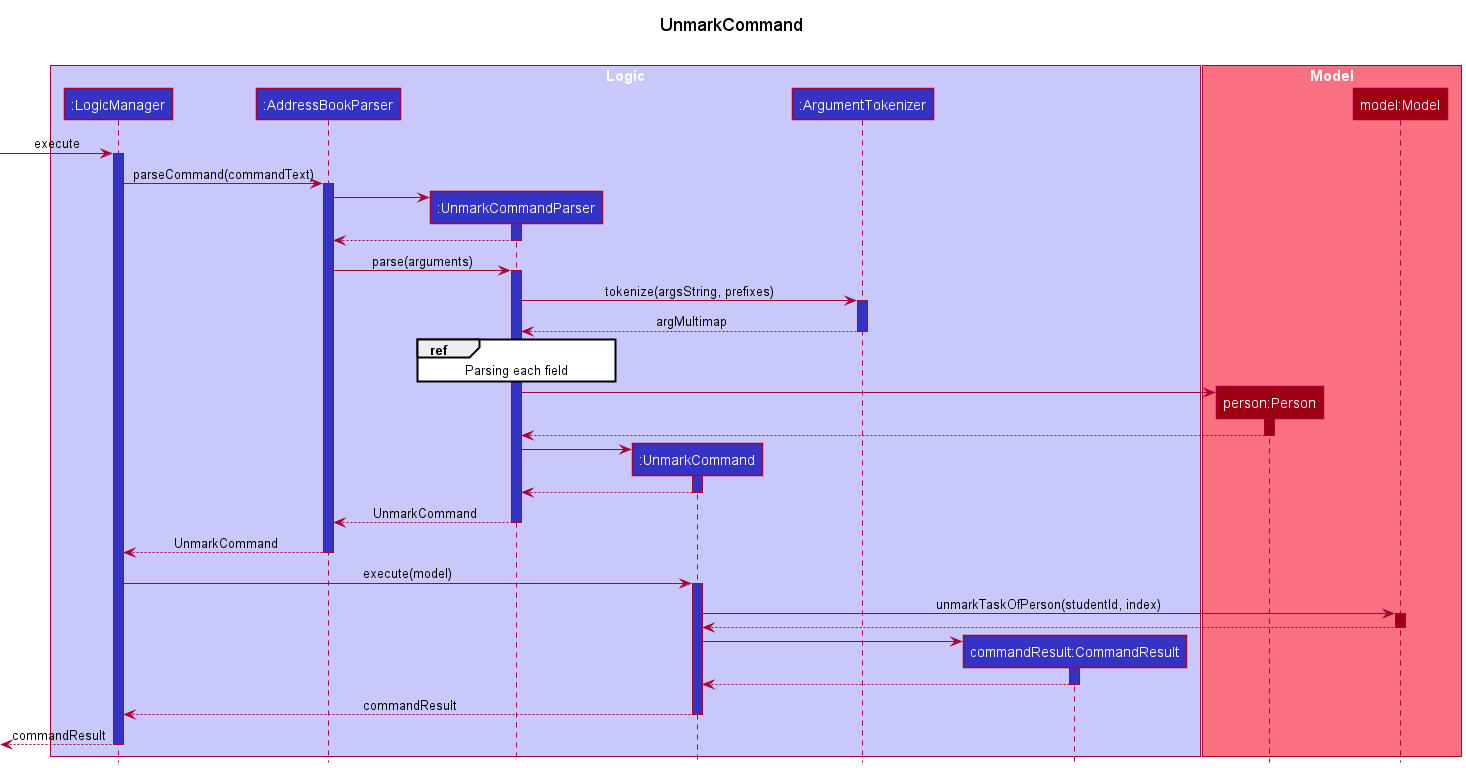 UnmarkCommand
Logic
Model
:LogicManager
:AddressBookParser
:ArgumentTokenizer
model:Model
execute
parseCommand(commandText)
:UnmarkCommandParser
parse(arguments)
tokenize(argsString, prefixes)
argMultimap
ref
Parsing each field
person:Person
:UnmarkCommand
UnmarkCommand
UnmarkCommand
execute(model)
unmarkTaskOfPerson(studentId, index)
commandResult:CommandResult
commandResult
commandResult